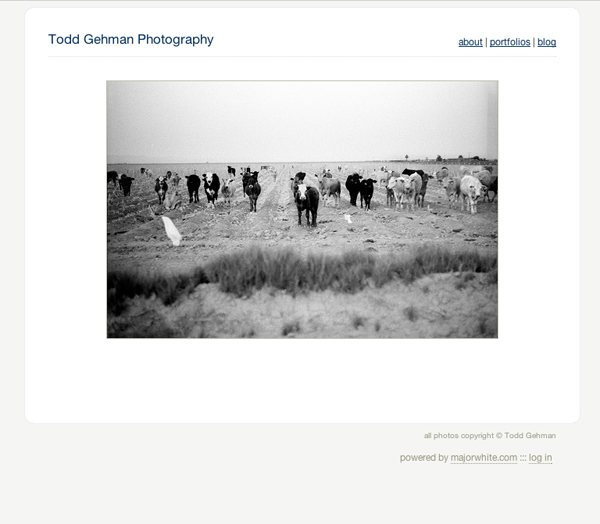 Todd Gehman Photography
about | portfolios | blog
all photos copyright © Todd Gehman
powered by majorwhite.com ::: log in